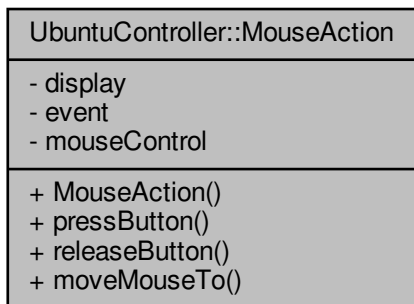 UbuntuController::MouseAction
- display
- event
- mouseControl
+ MouseAction()
+ pressButton()
+ releaseButton()
+ moveMouseTo()